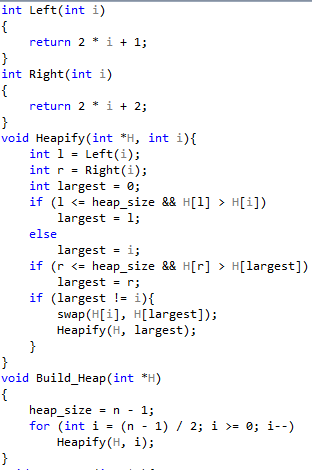 int Left(int i)
{
    return 2 * i + 1;
}
int Right(int i)
{
    return 2 * i + 2;
}
void Heapify(int *H, int i){
    int l = Left(i);
    int r = Right(i);
    int largest = 0;
    if (l <= heap_size && H[l] > H[i])
        largest = l;
    else
        largest = i;
    if (r <= heap_size && H[r] > H[largest])
        largest = r;
    if (largest != i){
        swap(H[i], H[largest]);
        Heapify(H, largest);
    }
}
void Build_Heap(int *H)
{
    heap_size = n - 1;
    for (int i = (n - 1) / 2; i >= 0; i--)
        Heapify(H, i);
}